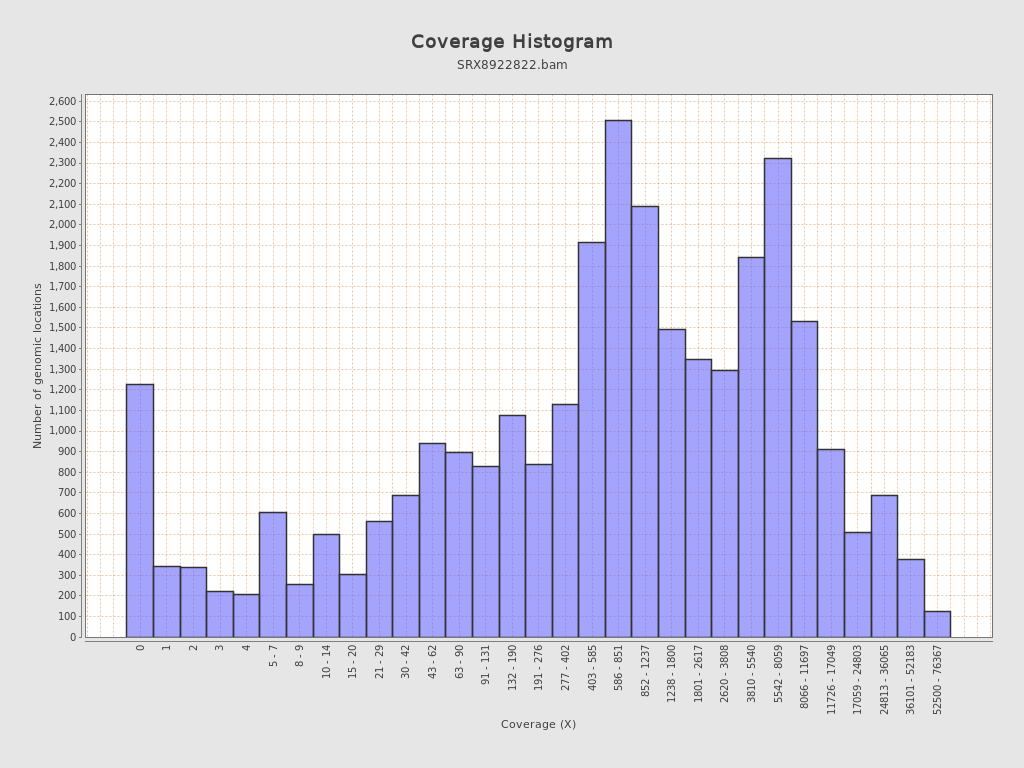 Coverage Histogram
SRX8922822.bam
2,600
2,500
2,400
2,300
2,200
2,100
2,000
1,900
1,800
1,700
1,600
1,500
1,400
1,300
1,200
1,100
1,000
900
800
700
600
500
400
300
200
100
0
Number of genomic locations
0
1
2
3
4
5 - 7
8 - 9
10 - 14
15 - 20
21 - 29
30 - 42
43 - 62
63 - 90
91 - 131
132 - 190
191 - 276
277 - 402
403 - 585
586 - 851
852 - 1237
1238 - 1800
1801 - 2617
2620 - 3808
3810 - 5540
5542 - 8059
8066 - 11697
11726 - 17049
17059 - 24803
24813 - 36065
36101 - 52183
52500 - 76367
Coverage (X)